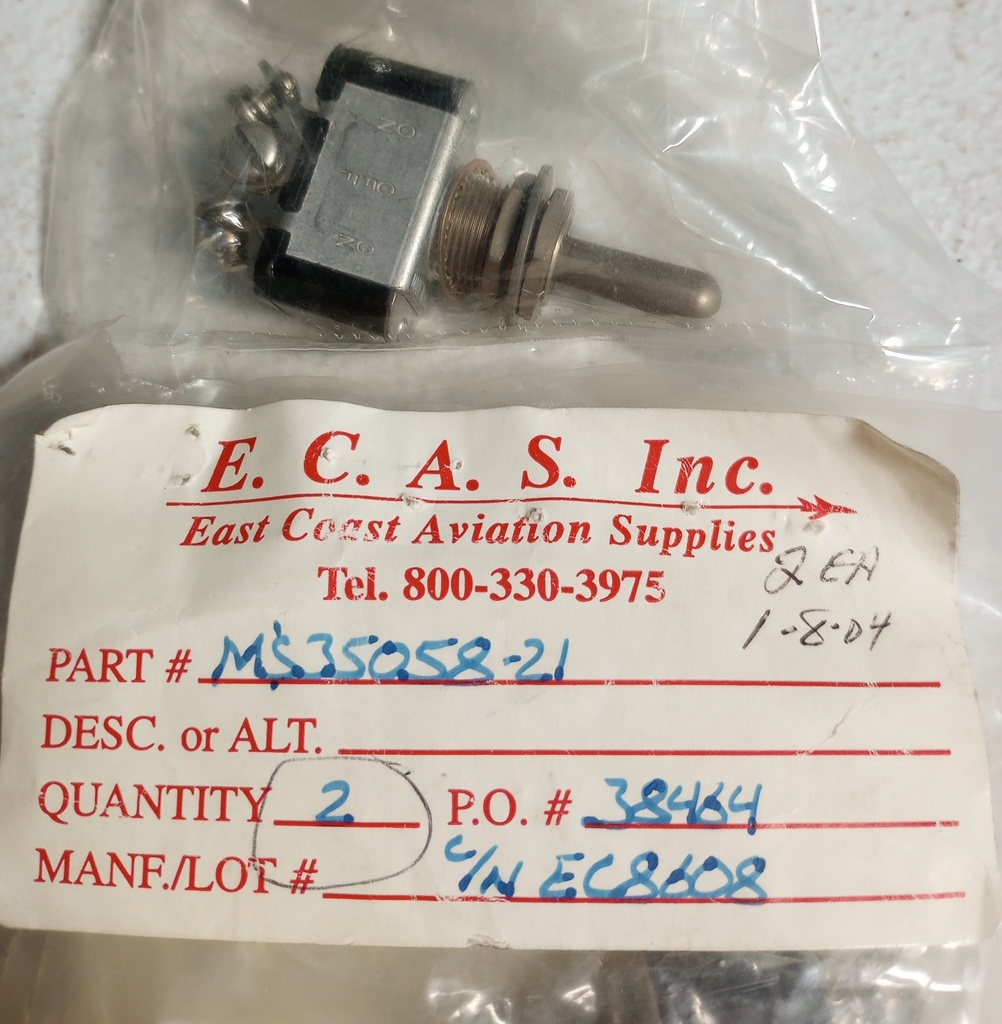 ON
OFF
ON
E. C. A. S. Inc.
East Coast Aviation Supplies
Tel. 800-330-3975
2 EA
1-8-04
PART # MS35058-21
DESC. or ALT.
QUANTITY 2 P.O. # 38464
MANF./LOT # C/N EC8608